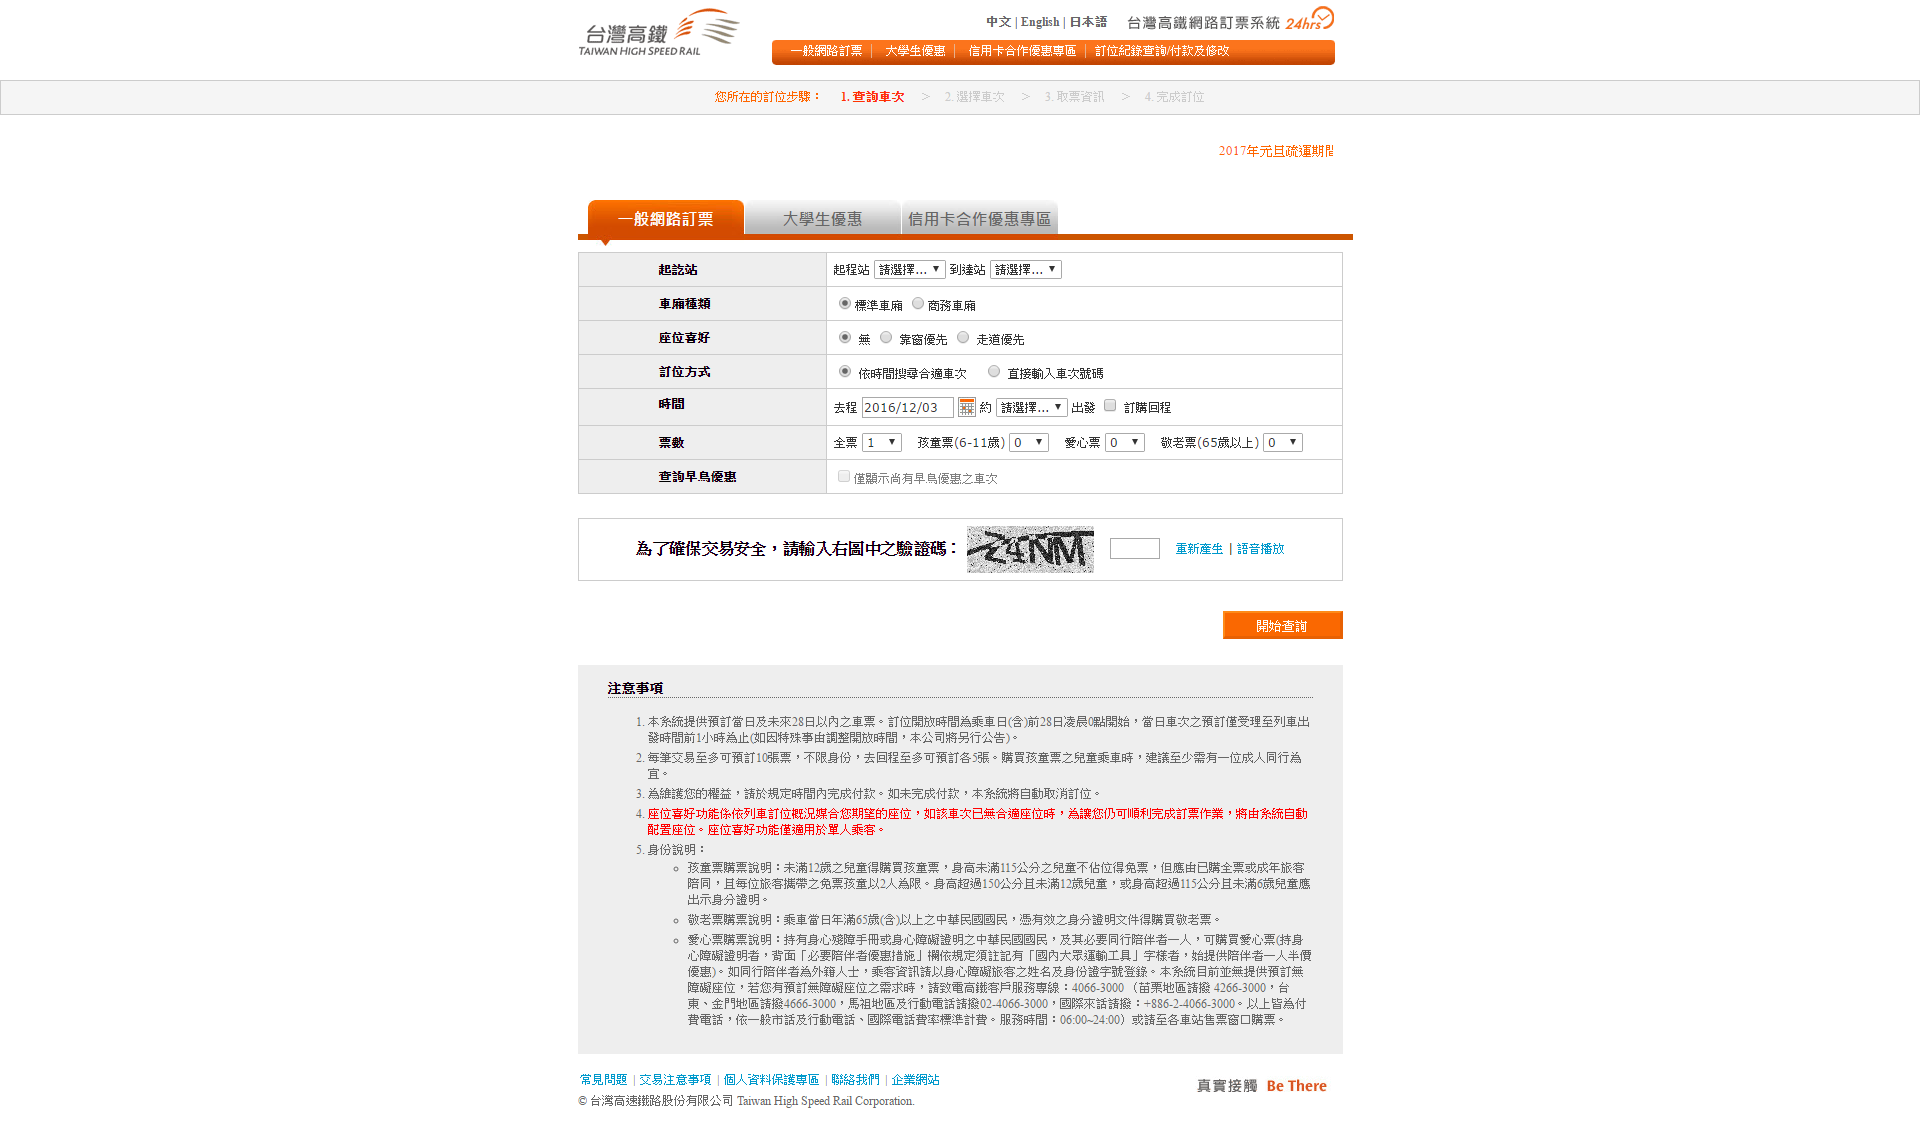 台灣高鐵
TAIWAN HIGH SPEED RAIL
中文 | English | 日本語 台灣高鐵網路訂票系統 24hrs
一般網路訂票 | 大學生優惠 | 信用卡合作優惠專區 | 訂位紀錄查詢/付款及修改
您所在的訂位步驟： 1. 查詢車次 > 2. 選擇車次 > 3. 取票資訊 > 4. 完成訂位
2017年元旦疏運期間
一般網路訂票 大學生優惠 信用卡合作優惠專區
起訖站 起程站 請選擇... 到達站 請選擇...
車廂種類 標準車廂 商務車廂
座位喜好 無 靠窗優先 走道優先
訂位方式 依時間搜尋合適車次 直接輸入車次號碼
時間 去程 2016/12/03 約 請選擇... 出發 訂購回程
票數 全票 1 孩童票(6-11歲) 0 愛心票 0 敬老票(65歲以上) 0
查詢早鳥優惠 僅顯示尚有早鳥優惠之車次
為了確保交易安全，請輸入右圖中之驗證碼： 重新產生 | 語音播放
開始查詢
注意事項
1. 本系統提供預訂當日及未來28日以內之車票。訂位開放時間為乘車日(含)前28日凌晨0點開始，當日車次之預訂僅受理至列車出
發時間前1小時為止(如因特殊事由調整開放時間，本公司將另行公告)。
2. 每筆交易至多可預訂10張票，不限身份，去回程至多可預訂各5張。購買孩童票之兒童乘車時，建議至少需有一位成人同行為
宜。
3. 為維護您的權益，請於規定時間內完成付款。如未完成付款，本系統將自動取消訂位。
4. 座位喜好功能係依列車訂位概況媒合您期望的座位，如該車次已無合適座位時，為讓您仍可順利完成訂票作業，將由系統自動
配置座位。座位喜好功能僅適用於單人乘客。
5. 身份說明：
孩童票購票說明：未滿12歲之兒童得購買孩童票，身高未滿115公分之兒童不佔位得免票，但應由已購全票或成年旅客
陪同，且每位旅客攜帶之免票孩童以2人為限。身高超過150公分且未滿12歲兒童，或身高超過115公分且未滿6歲兒童應
出示身分證明。
敬老票購票說明：乘車當日年滿65歲(含)以上之中華民國國民，憑有效之身分證明文件得購買敬老票。
愛心票購票說明：持有身心殘障手冊或身心障礙證明之中華民國國民，及其必要同行陪伴者一人，可購買愛心票(持身
心障礙證明者，背面「必要陪伴者優惠措施」欄依規定須註記有「國內大眾運輸工具」字樣者，始提供陪伴者一人半價
優惠)。如同行陪伴者為外籍人士，乘客資訊請以身心障礙旅客之姓名及身份證字號登錄。本系統目前並無提供預訂無
障礙座位，若您有預訂無障礙座位之需求時，請致電高鐵客戶服務專線：4066-3000（苗栗地區請撥 4266-3000，台
東、金門地區請撥4666-3000，馬祖地區及行動電話請撥02-4066-3000，國際來話請撥：+886-2-4066-3000。以上皆為付
費電話，依一般市話及行動電話、國際電話費率標準計費。服務時間：06:00~24:00）或請至各車站售票窗口購票。
常見問題 | 交易注意事項 | 個人資料保護專區 | 聯絡我們 | 企業網站
© 台灣高速鐵路股份有限公司 Taiwan High Speed Rail Corporation.
真實接觸 Be There